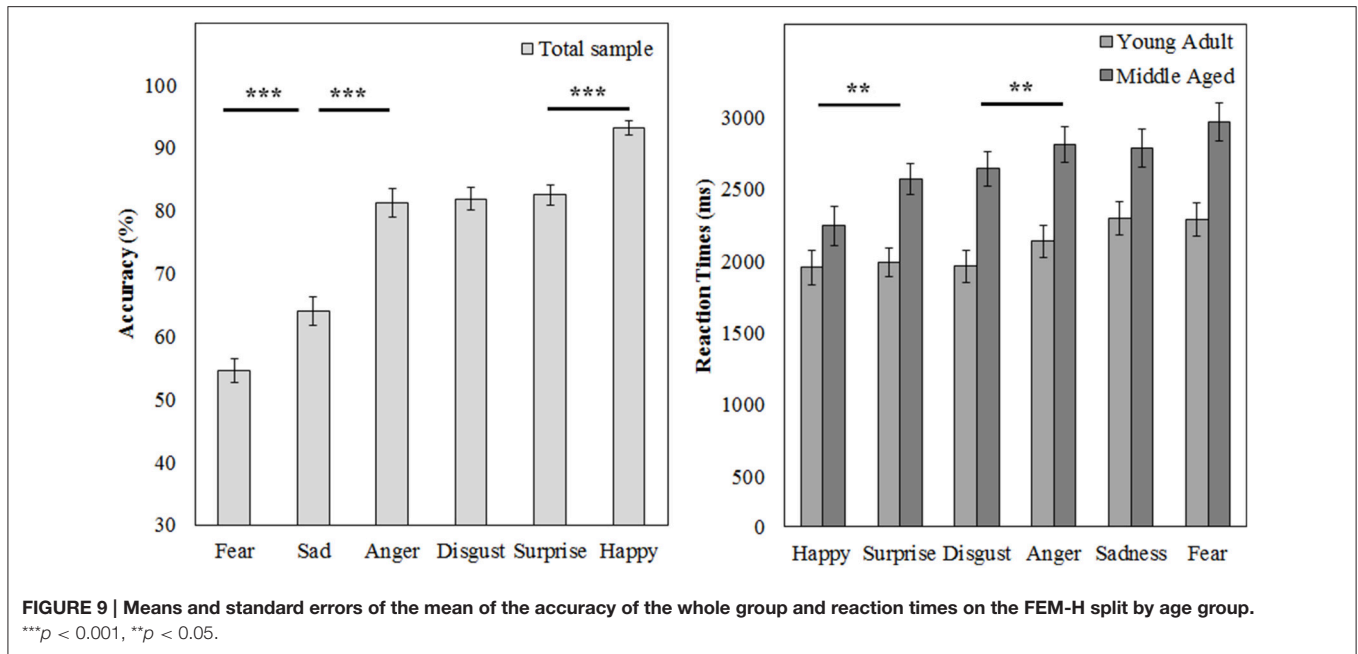 Total sample
Accuracy (%)
100
90
80
70
60
50
40
30
***
***
***
Fear Sad Anger Disgust Surprise Happy
Young Adult
Middle Aged
Reaction Times (ms)
3000
2500
2000
1500
1000
500
0
**
**
Happy Surprise Disgust Anger Sadness Fear
FIGURE 9 | Means and standard errors of the mean of the accuracy of the whole group and reaction times on the FEM-H split by age group.
***p < 0.001, **p < 0.05.